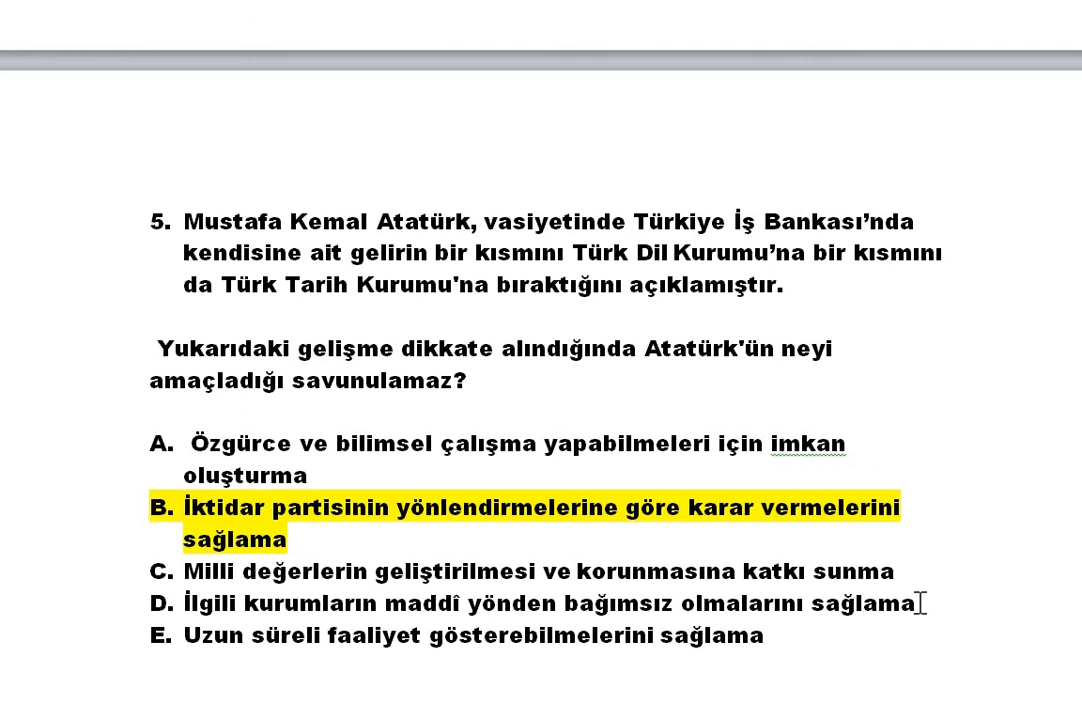 5. Mustafa Kemal Atatürk, vasiyetinde Türkiye İş Bankası’nda
kendisine ait gelirin bir kısmını Türk Dil Kurumu’na bir kısmını
da Türk Tarih Kurumu'na bıraktığını açıklamıştır.
Yukarıdaki gelişme dikkate alındığında Atatürk'ün neyi
amaçladığı savunulamaz?
A. Özgürce ve bilimsel çalışma yapabilmeleri için imkan
oluşturma
B. İktidar partisinin yönlendirmelerine göre karar vermelerini
sağlama
C. Milli değerlerin geliştirilmesi ve korunmasına katkı sunma
D. İlgili kurumların maddî yönden bağımsız olmalarını sağlama
E. Uzun süreli faaliyet gösterebilmelerini sağlama